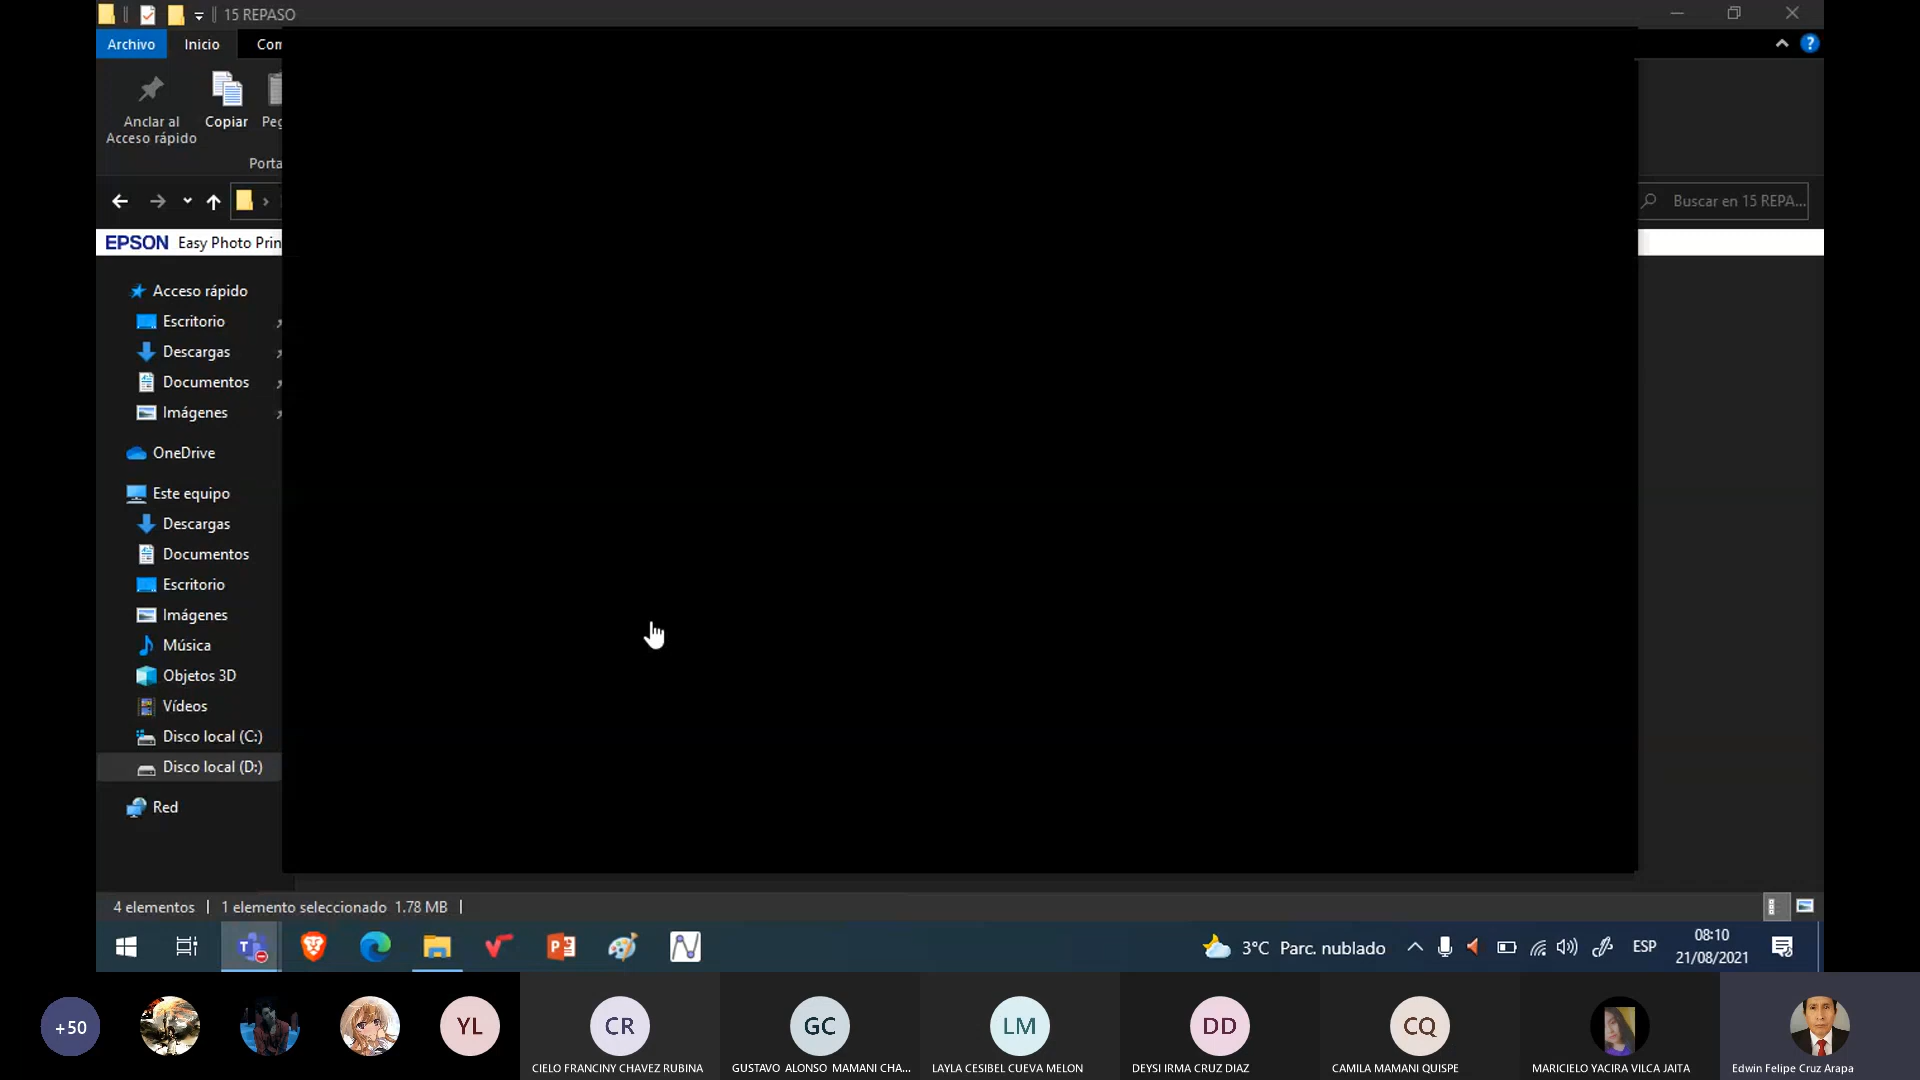 15 REPASO
Archivo
Inicio
Com
Anclar al
Acceso rápido
Copiar
Peg
Porta
Buscar en 15 REPA...
EPSON Easy Photo Prin
Acceso rápido
Escritorio
Descargas
Documentos
Imágenes
OneDrive
Este equipo
Descargas
Documentos
Escritorio
Imágenes
Música
Objetos 3D
Vídeos
Disco local (C:)
Disco local (D:)
Red
4 elementos
1 elemento seleccionado 1.78 MB
3°C Parc. nublado
ESP
08:10
21/08/2021
+50
YL
CR
CIELO FRANCINY CHAVEZ RUBINA
GC
GUSTAVO ALONSO MAMANI CHA...
LM
LAYLA CESIBEL CUEVA MELON
DD
DEYSI IRMA CRUZ DIAZ
CQ
CAMILA MAMANI QUISPE
MARICIELO YACIRA VILCA JAITA
Edwin Felipe Cruz Arapa